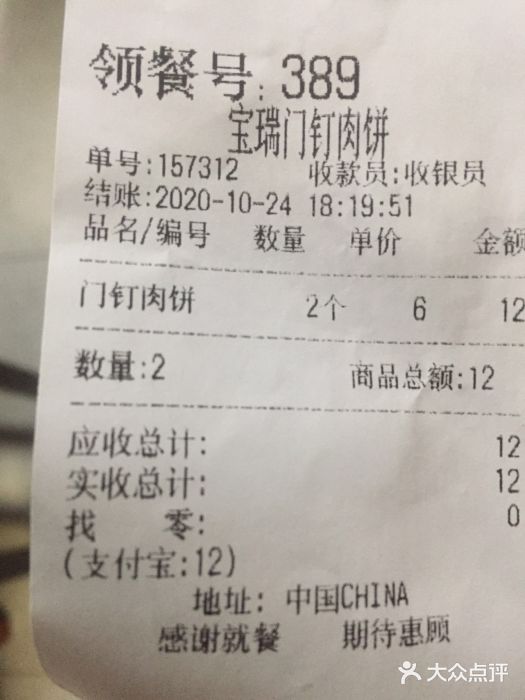 领餐号: 389
宝瑞门钉肉饼
单号:157312 收款员:收银员
结账:2020-10-24 18:19:51
品名/编号 数量 单价 金额
门钉肉饼 2个 6 12
数量:2 商品总额:12
应收总计: 12
实收总计: 12
找 零: 0
(支付宝:12)
地址: 中国CHINA
感谢就餐 期待惠顾
大众点评